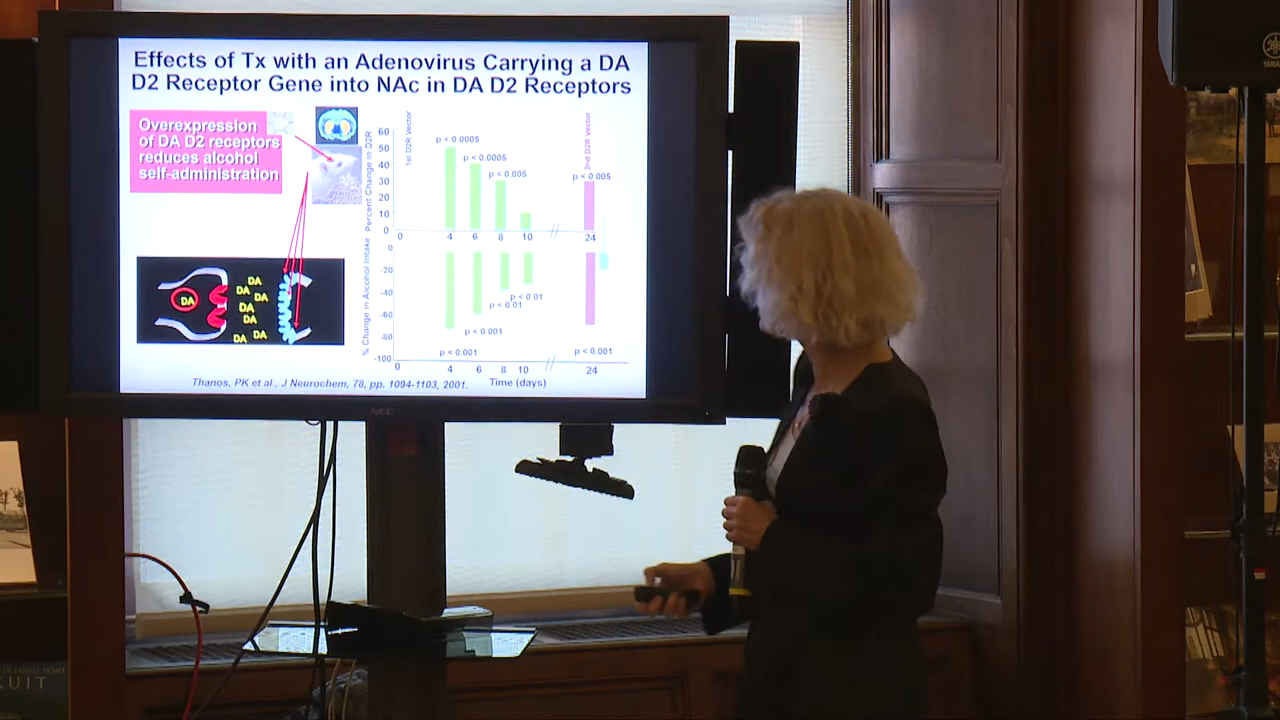 Effects of Tx with an Adenovirus Carrying a DA
D2 Receptor Gene into NAc in DA D2 Receptors
Overexpression
of DA D2 receptors
reduces alcohol
self-administration
DA
DA
DA
DA
DA
DA
DA
DA
Percent Change in D2R
60
50
40
30
20
10
0
1st D2R Vector
p < 0.0005
p < 0.0005
p < 0.005
2nd D2R Vector
p < 0.005
0
4
6
8
10
//
24
% Change in Alcohol Intake
0
-20
-40
-60
-80
-100
p < 0.01
p < 0.01
p < 0.001
p < 0.001
p < 0.001
0
4
6
8
10
//
24
Time (days)
Thanos, PK et al., J Neurochem, 78, pp. 1094-1103, 2001.
NEC
YAMA
KUIT